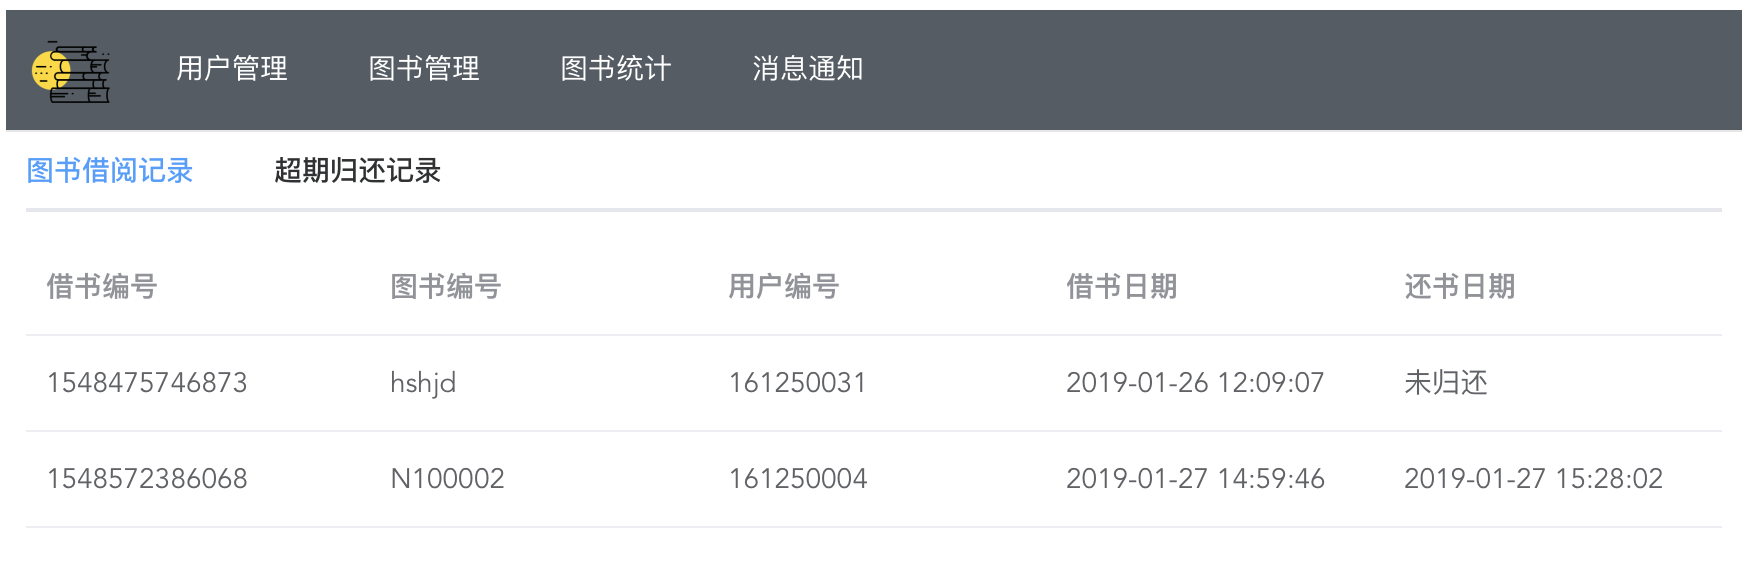 用户管理 图书管理 图书统计 消息通知
图书借阅记录 超期归还记录
借书编号 图书编号 用户编号 借书日期 还书日期
1548475746873 hshjd 161250031 2019-01-26 12:09:07 未归还
1548572386068 N100002 161250004 2019-01-27 14:59:46 2019-01-27 15:28:02